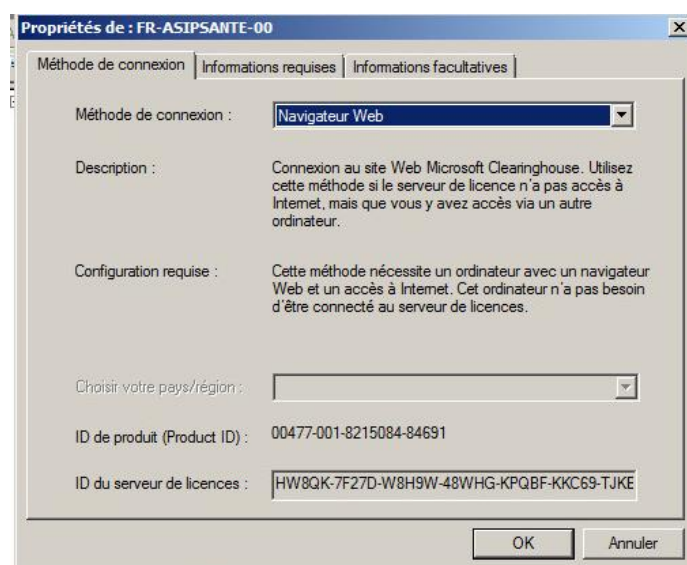 Propriétés de : FR-ASIPSANTE-00
Méthode de connexion
Informations requises
Informations facultatives
Méthode de connexion :
Navigateur Web
Description :
Connexion au site Web Microsoft Clearinghouse. Utilisez
cette méthode si le serveur de licence n'a pas accès à
Internet, mais que vous y avez accès via un autre
ordinateur.
Configuration requise :
Cette méthode nécessite un ordinateur avec un navigateur
Web et un accès à Internet. Cet ordinateur n'a pas besoin
d'être connecté au serveur de licences.
Choisir votre pays/région :
ID de produit (Product ID) :
00477-001-8215084-84691
ID du serveur de licences :
HW8QK-7F27D-W8H9W-48WHG-KPQBF-KKC69-TJKE
OK
Annuler